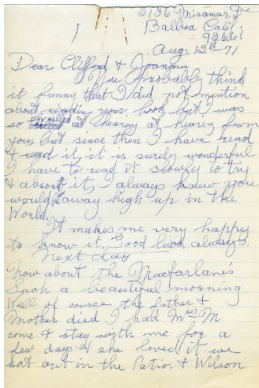 2136 Miramar Dr
Balboa Calif
92661
Aug. 12th 71
Dear Clifford & Joanna
You Probably think
it funny that I did not mention
about reading your book but I was
so excited at hearing from
you but since then I have read
& read it, it is surely wonderful
I have to read it slowly to try
& absorb it, I always knew you
would away high up in the
World,
It makes me very happy
to know it. Good luck, always.
next day
Now about the Macfarlane's
Such a beautiful morning
Well of course the father &
Mother died I had Mrs M
come & stay with me for a
few days & she loved it we
sat out in the Patio & Wilson